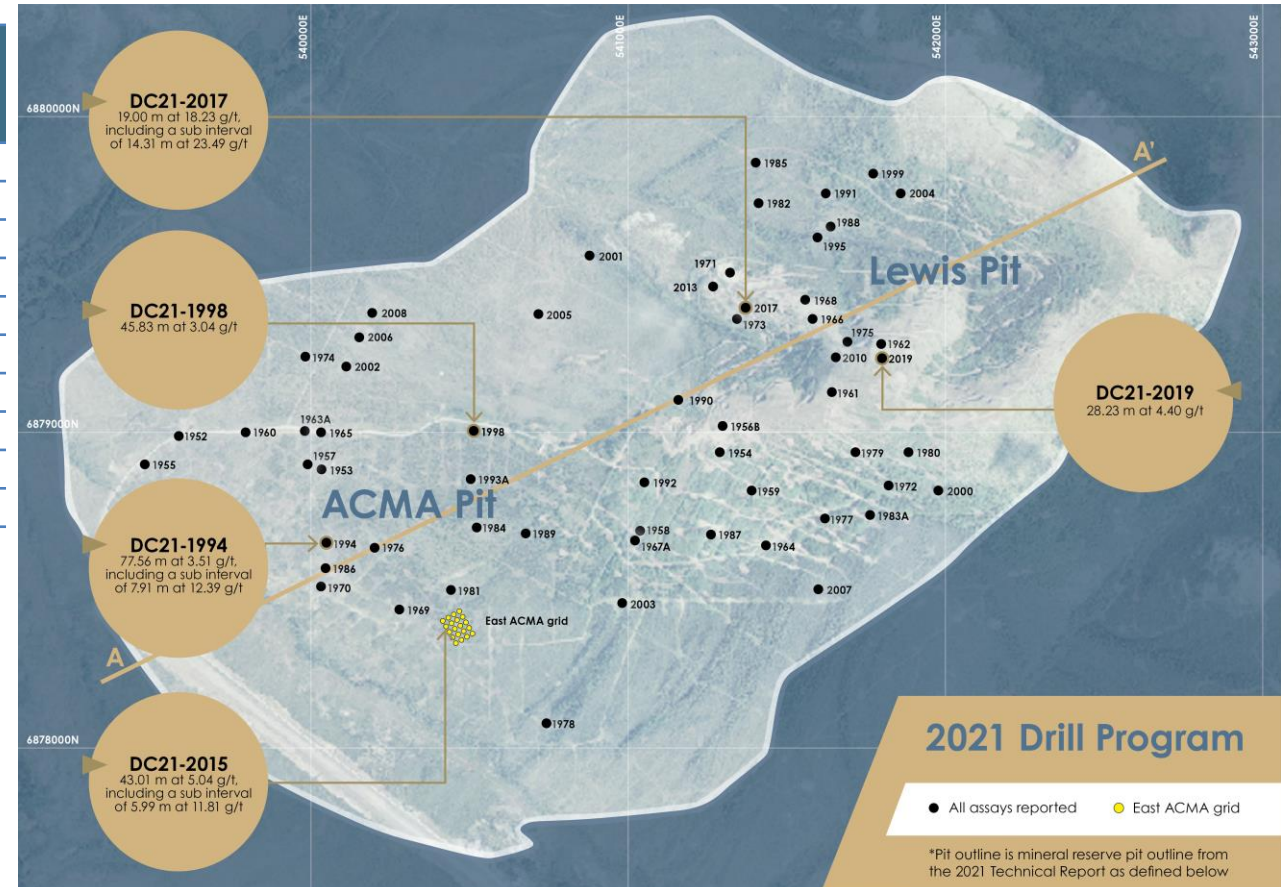 540000E
541000E
542000E
543000E
6880000N
6879000N
6878000N
DC21-2017
19.00 m at 18.23 g/t,
including a sub interval
of 14.31 m at 23.49 g/t
DC21-1998
45.83 m at 3.04 g/t
DC21-1994
77.56 m at 3.51 g/t,
including a sub interval
of 7.91 m at 12.39 g/t
DC21-2015
43.01 m at 5.04 g/t,
including a sub interval
of 5.99 m at 11.81 g/t
DC21-2019
28.23 m at 4.40 g/t
A'
1985
1999
1991
2004
1982
1988
1995
2001
Lewis Pit
1971
2013
1968
2017
2008
2005
1973
1966
2006
1975
1962
1974
2010
2019
2002
1961
1990
1963A
1956B
1952
1960
1965
1998
1954
1979
1980
1955
1957
1953
1993A
1992
1972
1959
2000
ACMA Pit
1977
1983A
1984
1989
1958
1987
1994
1976
1967A
1964
1986
1970
1981
2007
1969
2003
East ACMA grid
A
1978
2021 Drill Program
All assays reported
East ACMA grid
*Pit outline is mineral reserve pit outline from
the 2021 Technical Report as defined below